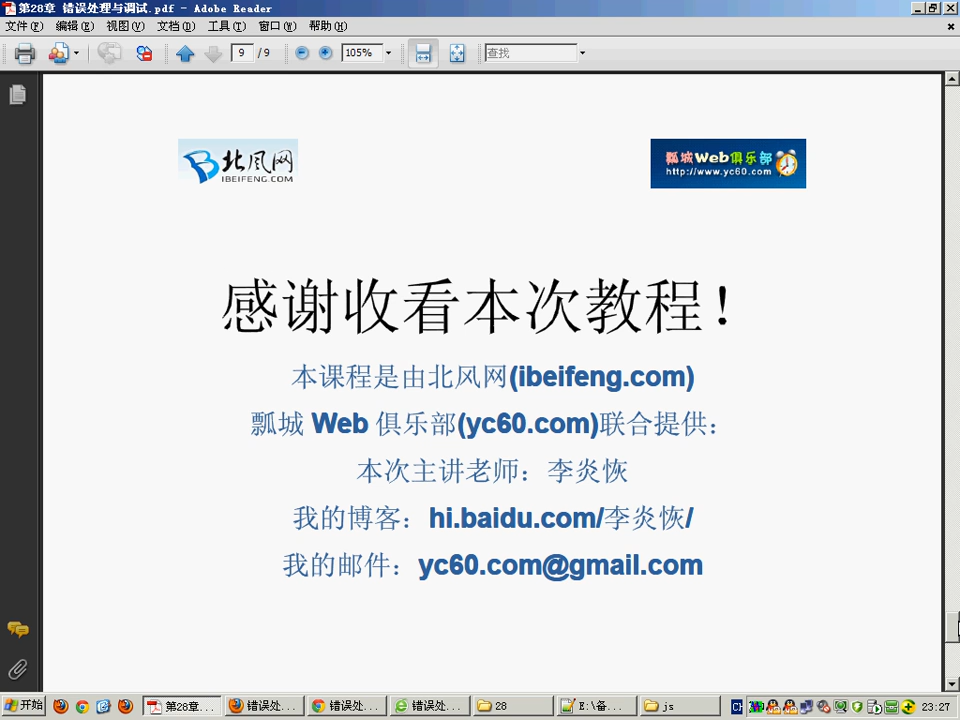 第28章 错误处理与调试.pdf - Adobe Reader
文件(F) 编辑(E) 视图(V) 文档(D) 工具(T) 窗口(W) 帮助(H)
9 / 9 105% 查找
北风网
IBEIFENG.COM
瓢城Web俱乐部
http://www.yc60.com
感谢收看本次教程！
本课程是由北风网(ibeifeng.com)
瓢城 Web 俱乐部(yc60.com)联合提供：
本次主讲老师：李炎恢
我的博客：hi.baidu.com/李炎恢/
我的邮件：yc60.com@gmail.com
开始 第28章... 错误处... 错误处... 错误处... 28 E:\备... js CH 23:27